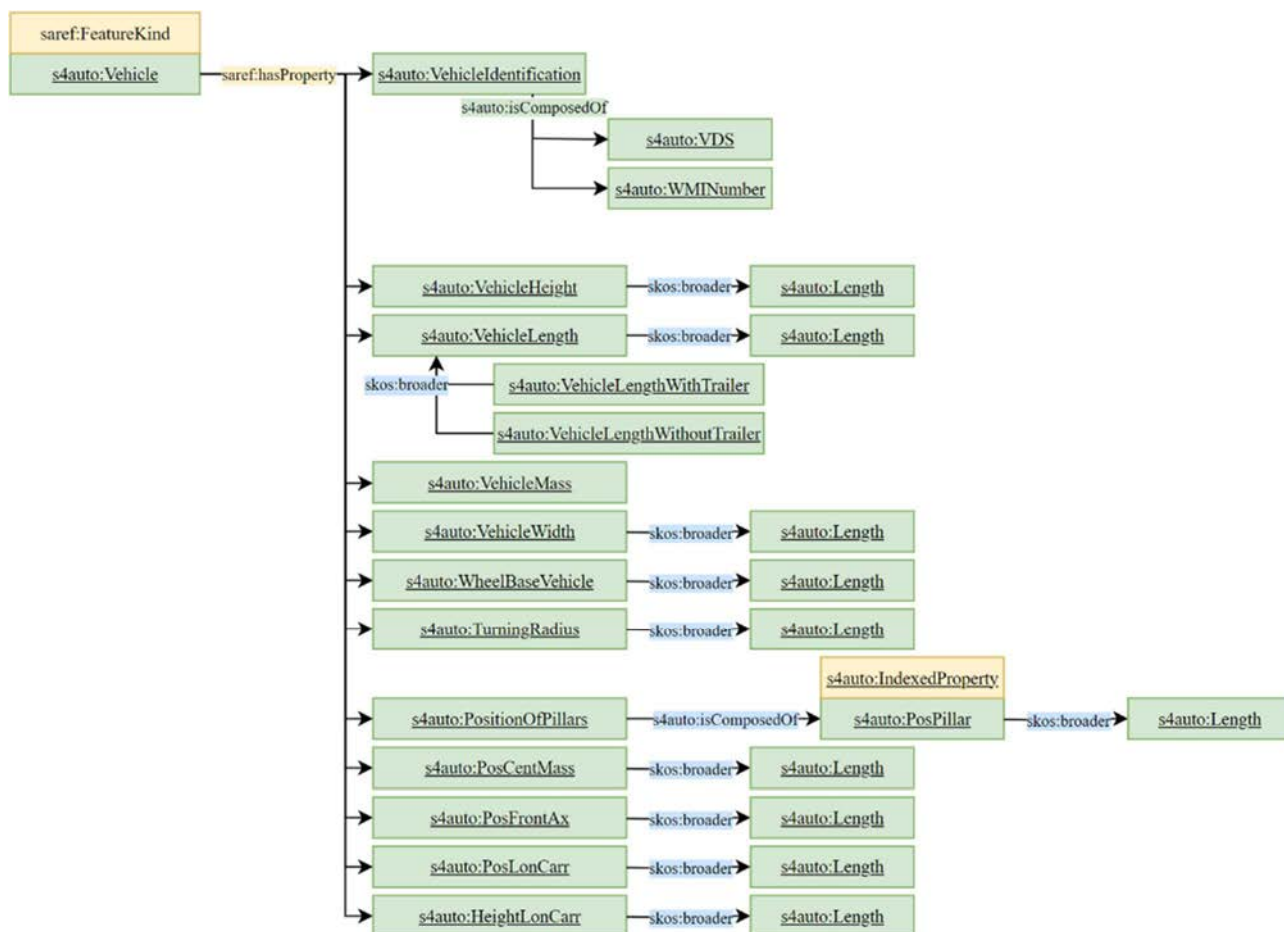 saref:FeatureKind
s4auto:Vehicle
saref:hasProperty
s4auto:VehicleIdentification
s4auto:isComposedOf
s4auto:VDS
s4auto:WMINumber
s4auto:VehicleHeight
skos:broader
s4auto:Length
s4auto:VehicleLength
skos:broader
s4auto:Length
skos:broader
s4auto:VehicleLengthWithTrailer
s4auto:VehicleLengthWithoutTrailer
s4auto:VehicleMass
s4auto:VehicleWidth
skos:broader
s4auto:Length
s4auto:WheelBaseVehicle
skos:broader
s4auto:Length
s4auto:TurningRadius
skos:broader
s4auto:Length
s4auto:IndexedProperty
s4auto:PositionOfPillars
s4auto:isComposedOf
s4auto:PosPillar
skos:broader
s4auto:Length
s4auto:PosCentMass
skos:broader
s4auto:Length
s4auto:PosFrontAx
skos:broader
s4auto:Length
s4auto:PosLonCarr
skos:broader
s4auto:Length
s4auto:HeightLonCarr
skos:broader
s4auto:Length